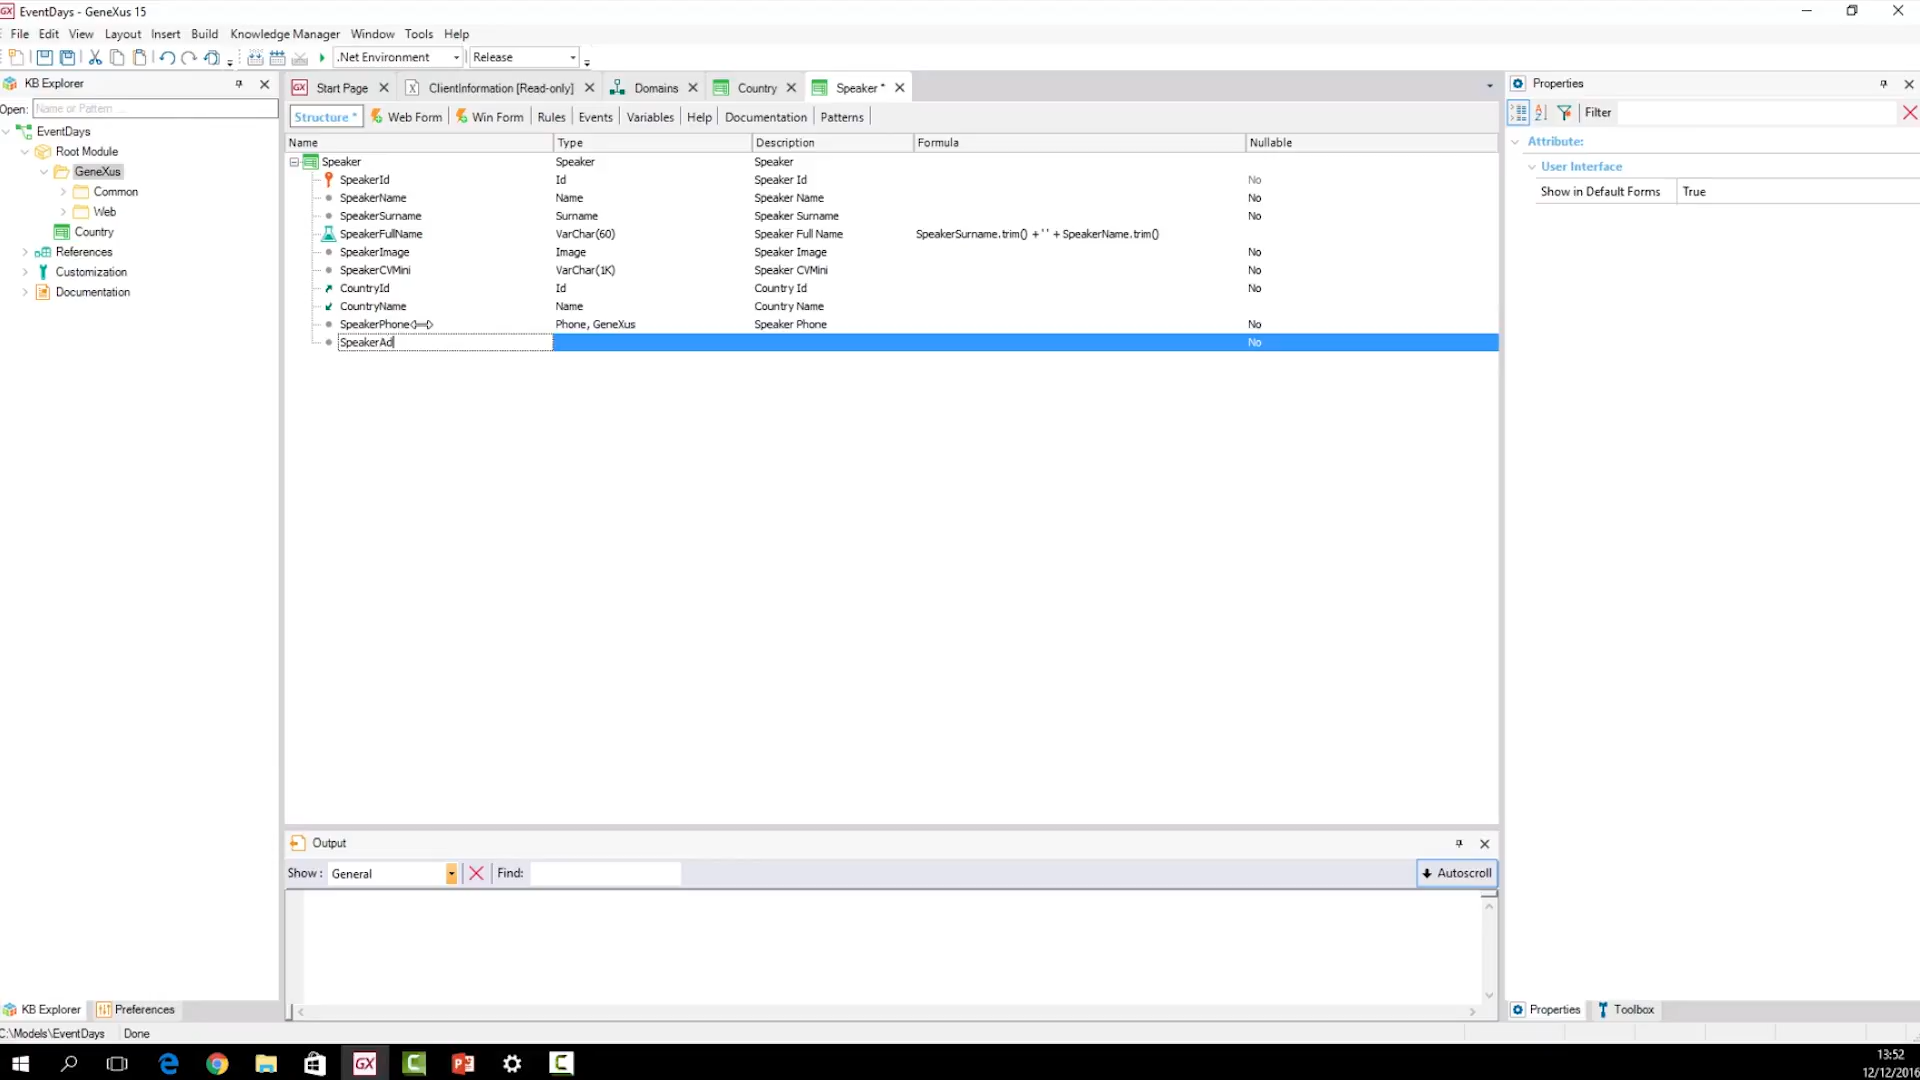 EventDays - GeneXus 15
File Edit View Layout Insert Build Knowledge Manager Window Tools Help
.Net Environment Release
KB Explorer
Open: Name or Pattern ...
EventDays
Root Module
GeneXus
Common
Web
Country
References
Customization
Documentation
Start Page ClientInformation [Read-only] Domains Country Speaker *
Structure * Web Form Win Form Rules Events Variables Help Documentation Patterns
Name Type Description Formula Nullable
Speaker Speaker Speaker
SpeakerId Id Speaker Id No
SpeakerName Name Speaker Name No
SpeakerSurname Surname Speaker Surname No
SpeakerFullName VarChar(60) Speaker Full Name SpeakerSurname.trim() + ' ' + SpeakerName.trim()
SpeakerImage Image Speaker Image No
SpeakerCVMini VarChar(1K) Speaker CVMini No
CountryId Id Country Id No
CountryName Name Country Name
SpeakerPhone Phone, GeneXus Speaker Phone No
SpeakerAd No
Output
Show : General Find: Autoscroll
Properties
Filter
Attribute:
User Interface
Show in Default Forms True
KB Explorer Preferences
Properties Toolbox
C:\Models\EventDays Done
13:52
12/12/2016